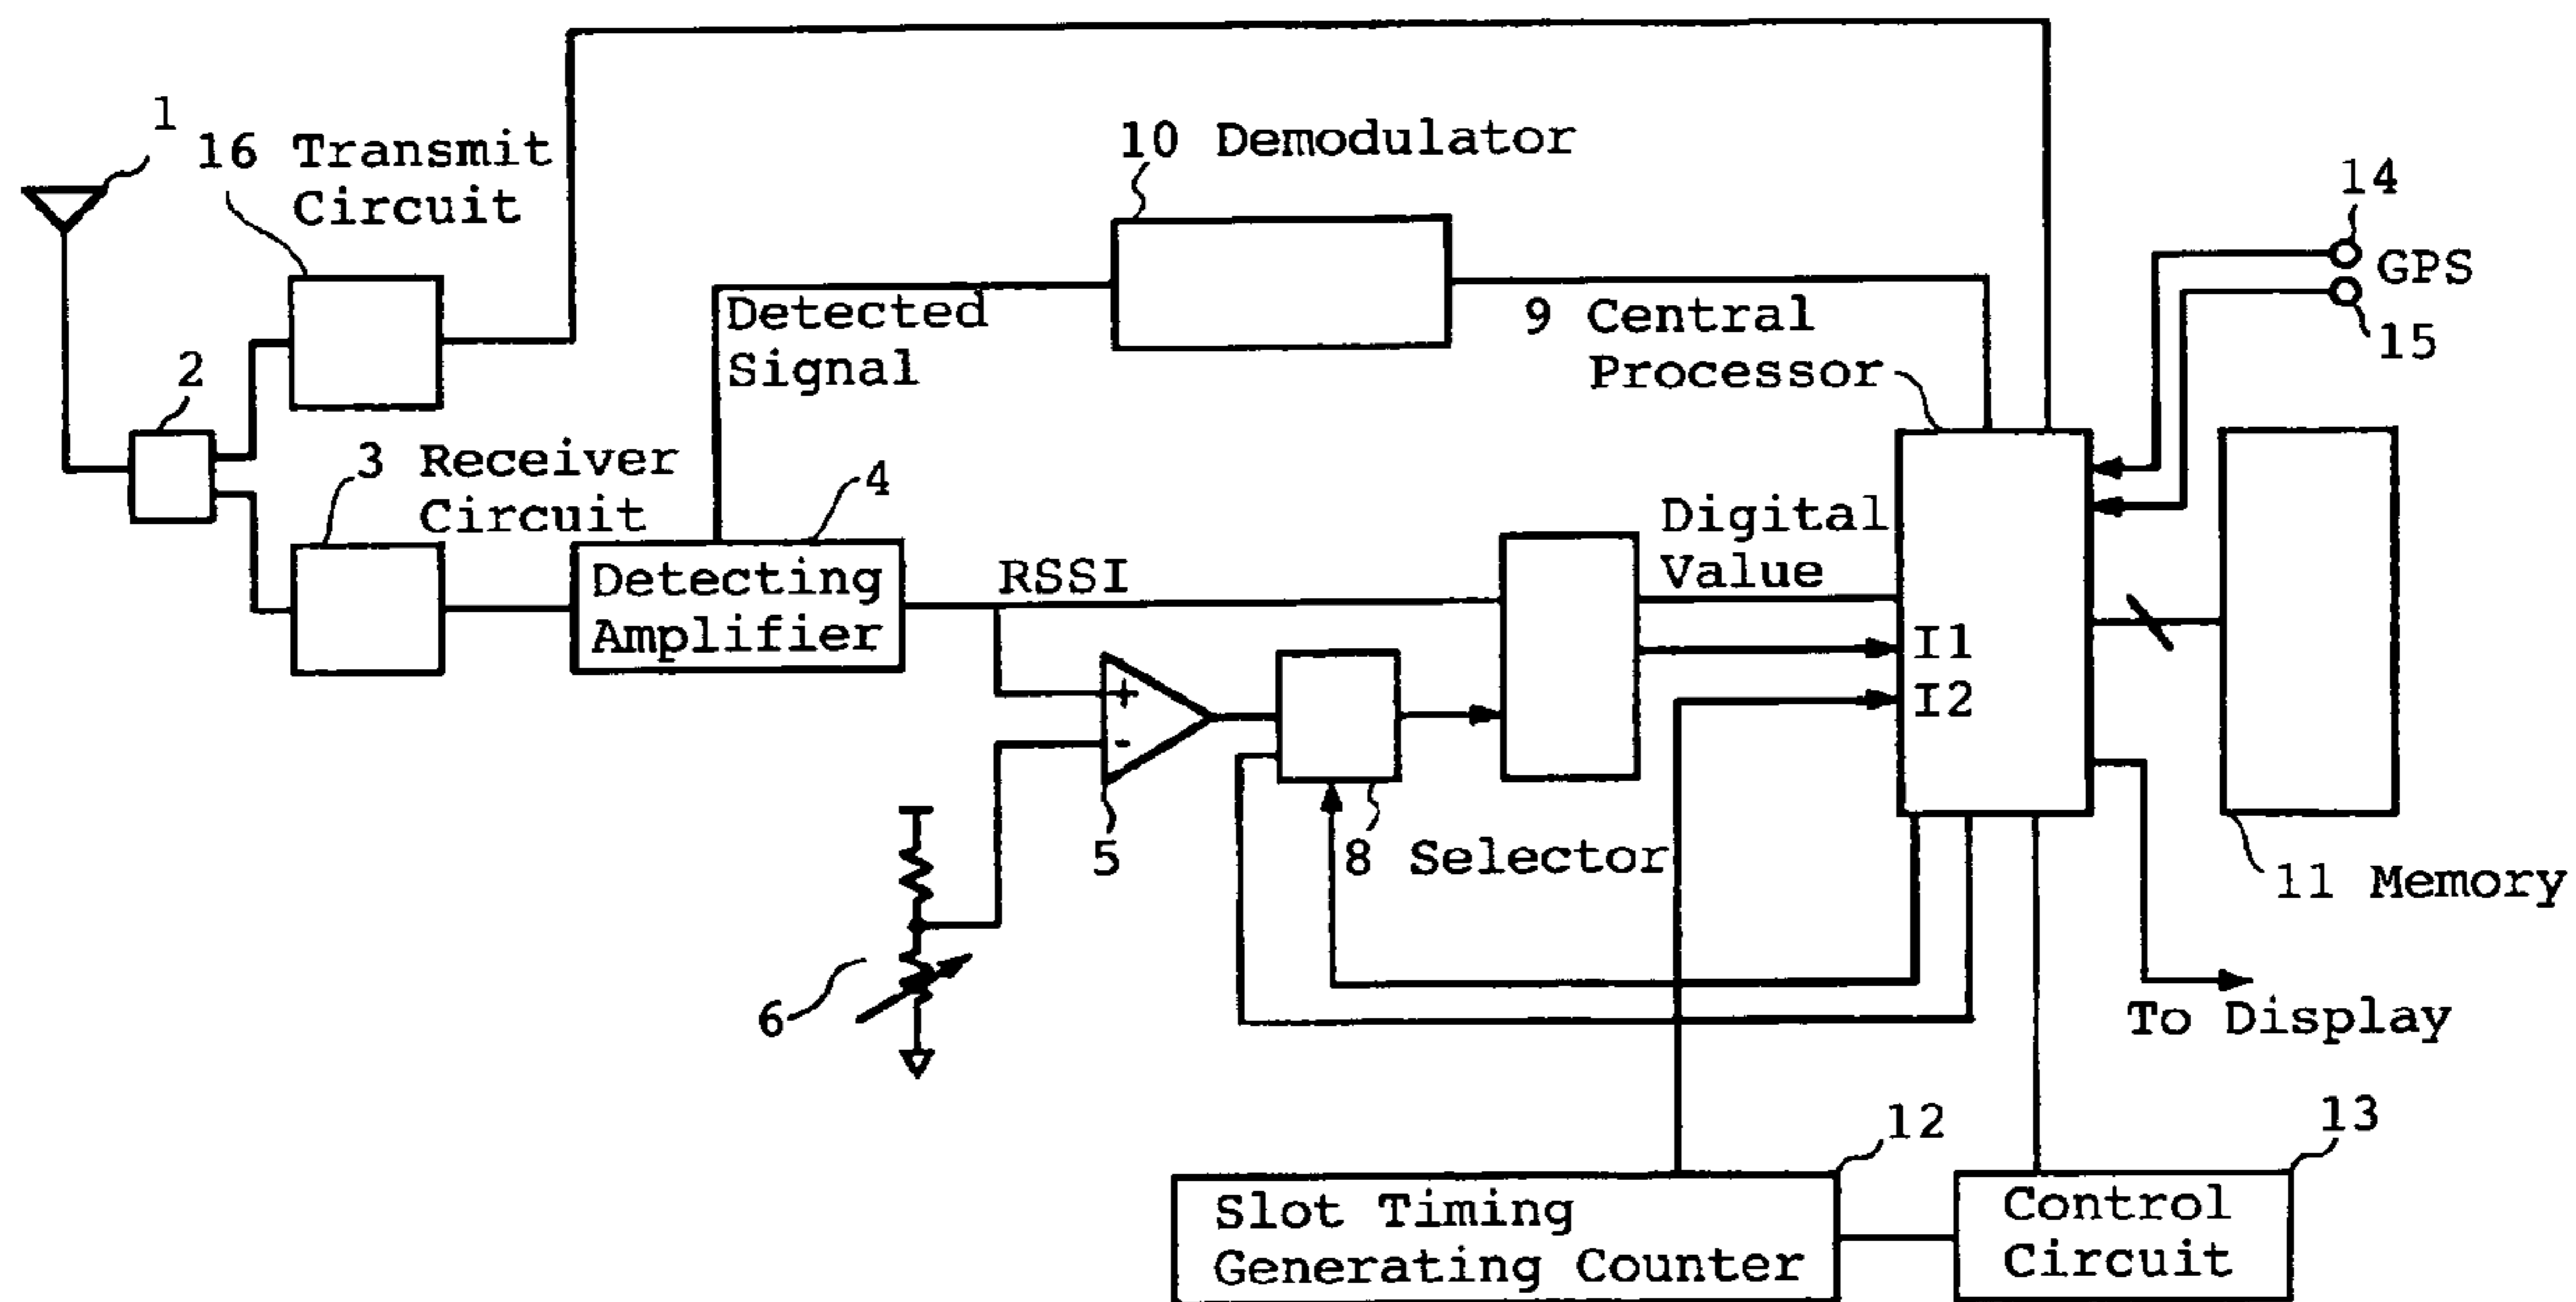 1
16 Transmit
Circuit
10 Demodulator
14
GPS
15
Detected
Signal
9 Central
Processor
2
3 Receiver
Circuit
4
Detecting
Amplifier
RSSI
Digital
Value
I1
I2
+
-
5
8 Selector
11 Memory
6
To Display
12
13
Slot Timing
Generating Counter
Control
Circuit